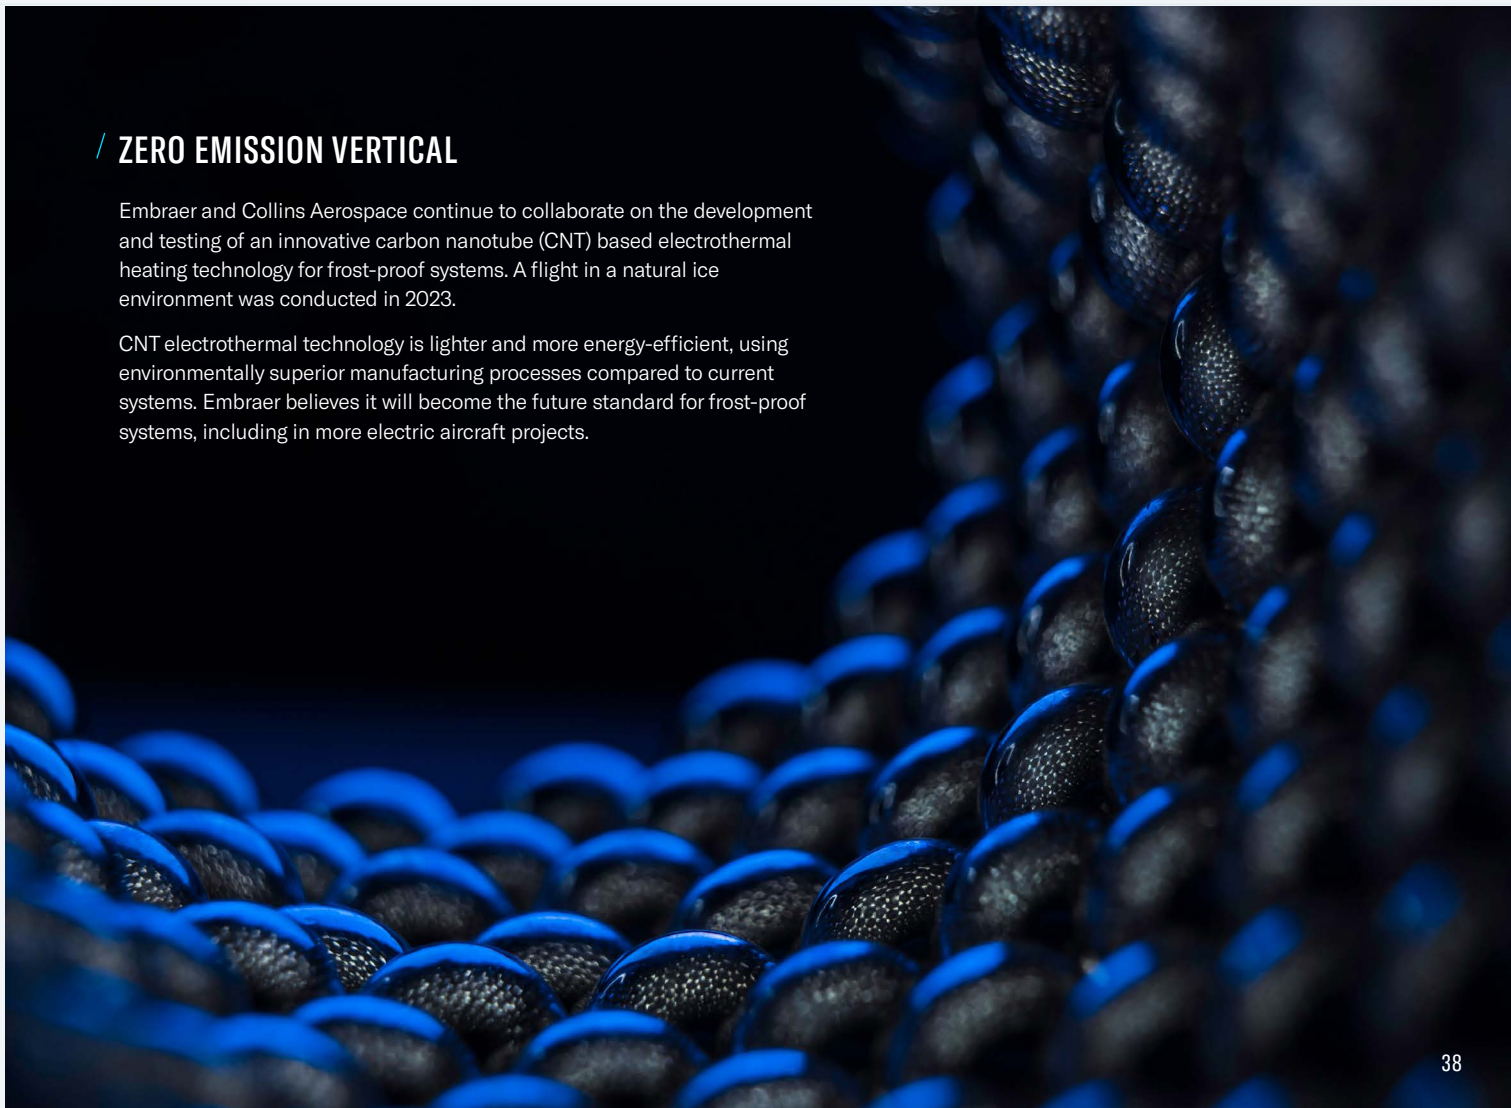 / ZERO EMISSION VERTICAL
Embraer and Collins Aerospace continue to collaborate on the development
and testing of an innovative carbon nanotube (CNT) based electrothermal
heating technology for frost-proof systems. A flight in a natural ice
environment was conducted in 2023.
CNT electrothermal technology is lighter and more energy-efficient, using
environmentally superior manufacturing processes compared to current
systems. Embraer believes it will become the future standard for frost-proof
systems, including in more electric aircraft projects.
38